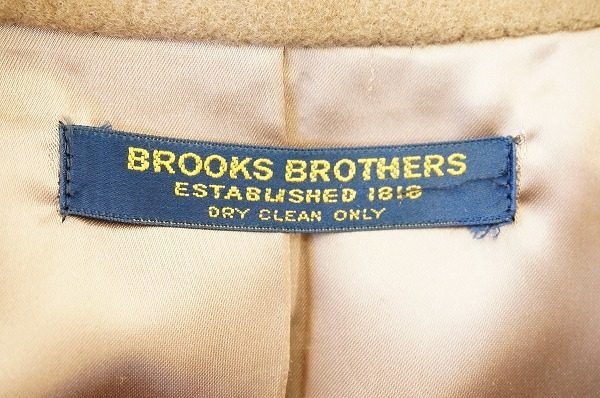 BROOKS BROTHERS
ESTABLISHED 1818
DRY CLEAN ONLY